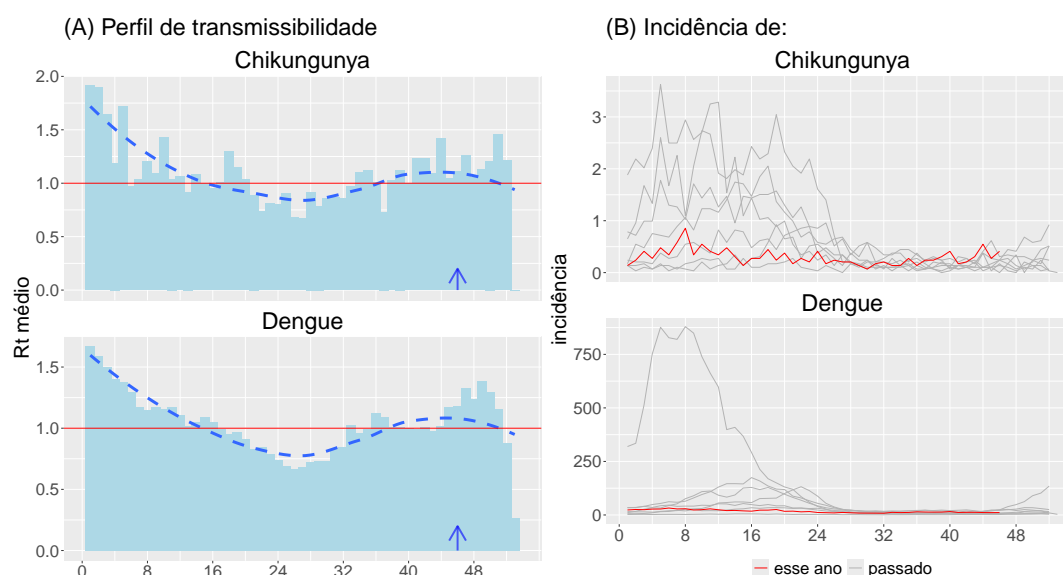 (A) Perfil de transmissibilidade
Chikungunya
2.0
1.5
1.0
0.5
0.0
Dengue
1.5
1.0
0.5
0.0
Rt médio
0 8 16 24 32 40 48
(B) Incidência de:
Chikungunya
3
2
1
0
Dengue
750
500
250
0
incidência
0 8 16 24 32 40 48
esse ano passado